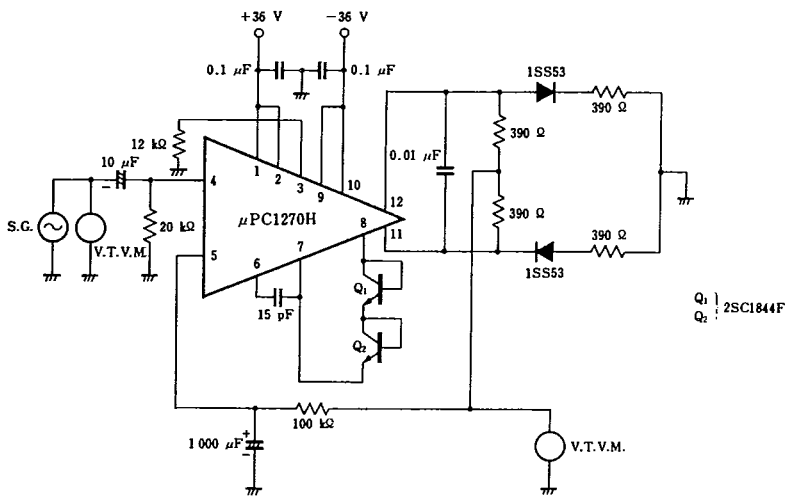 +36 V
−36 V
0.1 μF
0.1 μF
1SS53
390 Ω
12 kΩ
390 Ω
10 μF
−
0.01 μF
1
2
3
9
10
4
12
S.G.
V.T.V.M.
20 kΩ
μPC1270H
11
390 Ω
390 Ω
8
5
7
1SS53
6
Q₁
15 pF
Q₁
Q₂
2SC1844F
Q₂
100 kΩ
1 000 μF
+
−
V.T.V.M.